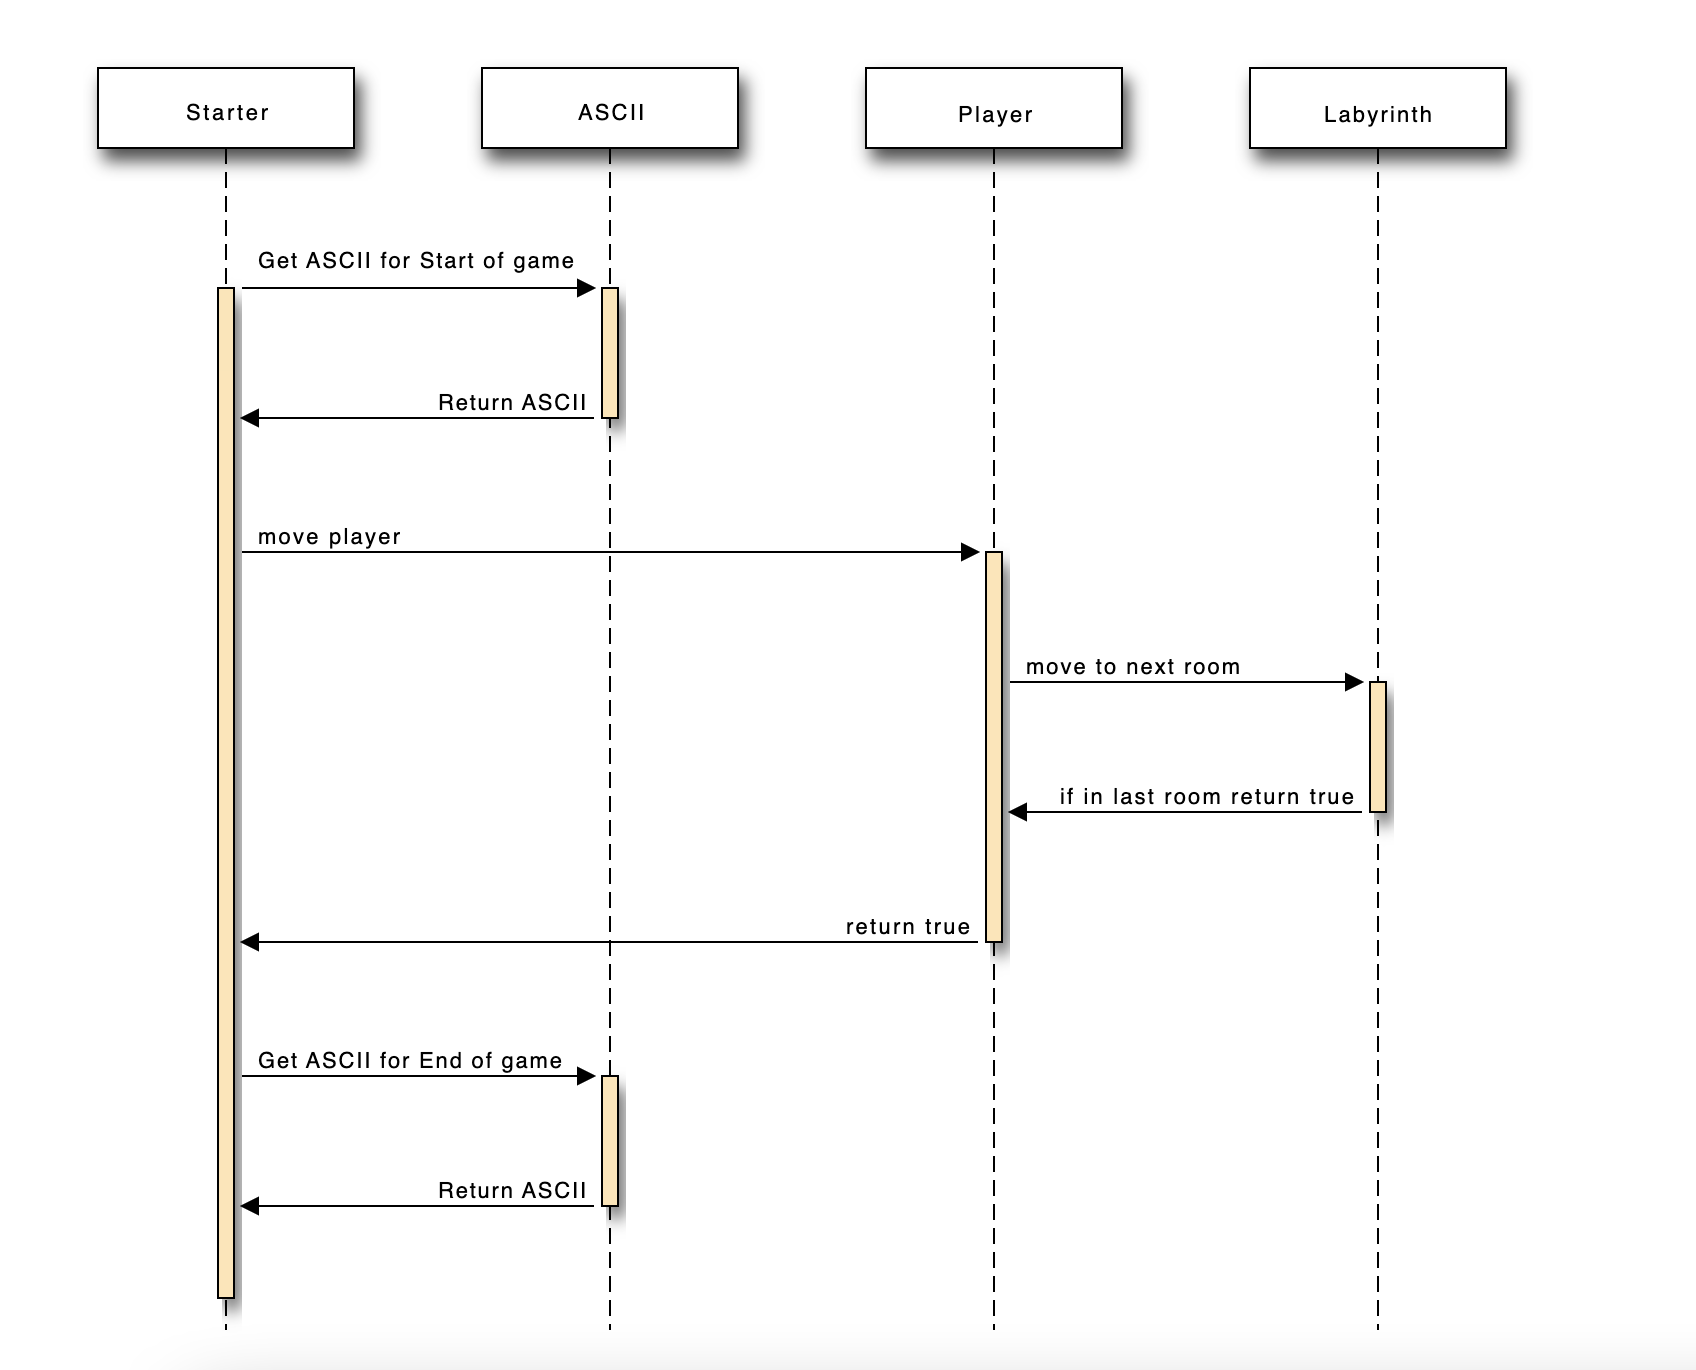 Starter
ASCII
Player
Labyrinth
Get ASCII for Start of game
Return ASCII
move player
move to next room
if in last room return true
return true
Get ASCII for End of game
Return ASCII